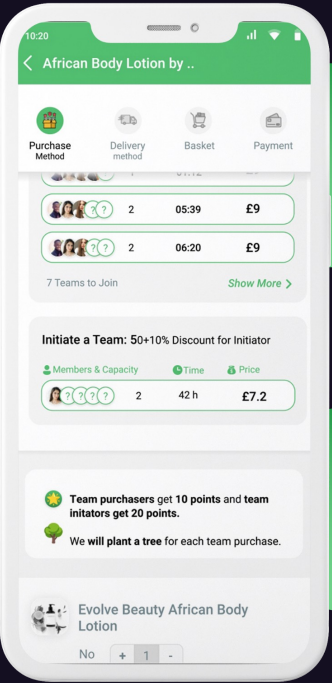 10:20
African Body Lotion by ..
Purchase Method
Delivery method
Basket
Payment
? ? 2 05:39 £9
? ? 2 06:20 £9
7 Teams to Join Show More >
Initiate a Team: 50+10% Discount for Initiator
Members & Capacity Time Price
? ? ? ? 2 42 h £7.2
Team purchasers get 10 points and team
initators get 20 points.
We will plant a tree for each team purchase.
Evolve Beauty African Body
Lotion
No + 1 -